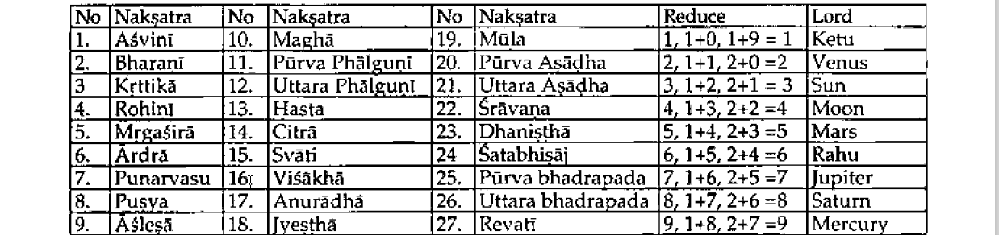 No Nakṣatra No Nakṣatra No Nakṣatra Reduce Lord
1. Aśvinī 10. Maghā 19. Mūla 1, 1+0, 1+9 = 1 Ketu
2. Bharaṇī 11. Pūrva Phālguṇī 20. Pūrva Aṣāḍha 2, 1+1, 2+0 =2 Venus
3 Kṛttikā 12. Uttara Phālguṇī 21. Uttara Aṣāḍha 3, 1+2, 2+1 = 3 Sun
4. Rohinī 13. Hasta 22. Śrāvaṇa 4, 1+3, 2+2 =4 Moon
5. Mṛgaśirā 14. Citrā 23. Dhaniṣṭhā 5, 1+4, 2+3 =5 Mars
6. Ārdrā 15. Svāti 24 Śatabhiṣāj 6, 1+5, 2+4 =6 Rahu
7. Punarvasu 16. Viśākhā 25. Pūrva bhadrapada 7, 1+6, 2+5 =7 Jupiter
8. Puṣya 17. Anurādhā 26. Uttara bhadrapada 8, 1+7, 2+6 =8 Saturn
9. Āśleṣā 18. Jyeṣṭhā 27. Revatī 9, 1+8, 2+7 =9 Mercury